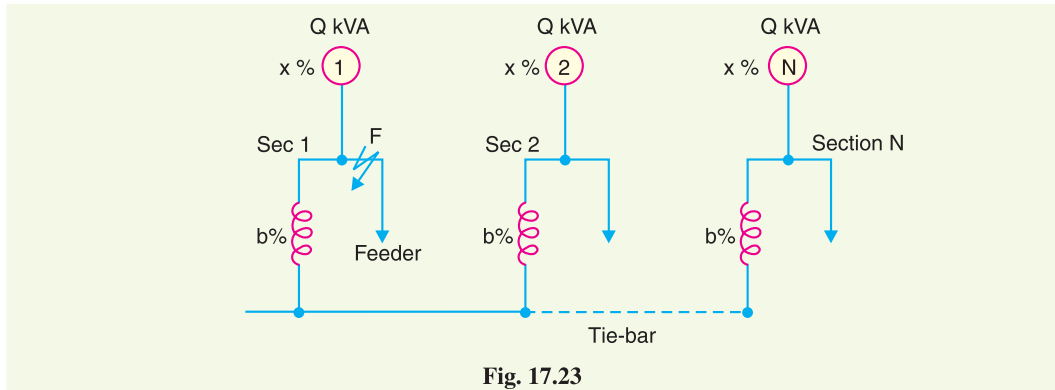 Q kVA
Q kVA
Q kVA
x %
1
x %
2
x %
N
Sec 1
F
Sec 2
Section N
b%
b%
b%
Feeder
Tie-bar
Fig. 17.23